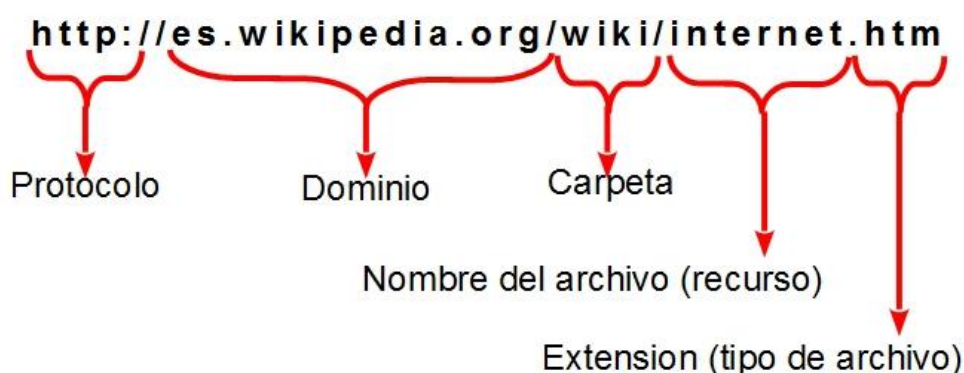 http://es.wikipedia.org/wiki/internet.htm
Protocolo
Dominio
Carpeta
Nombre del archivo (recurso)
Extension (tipo de archivo)